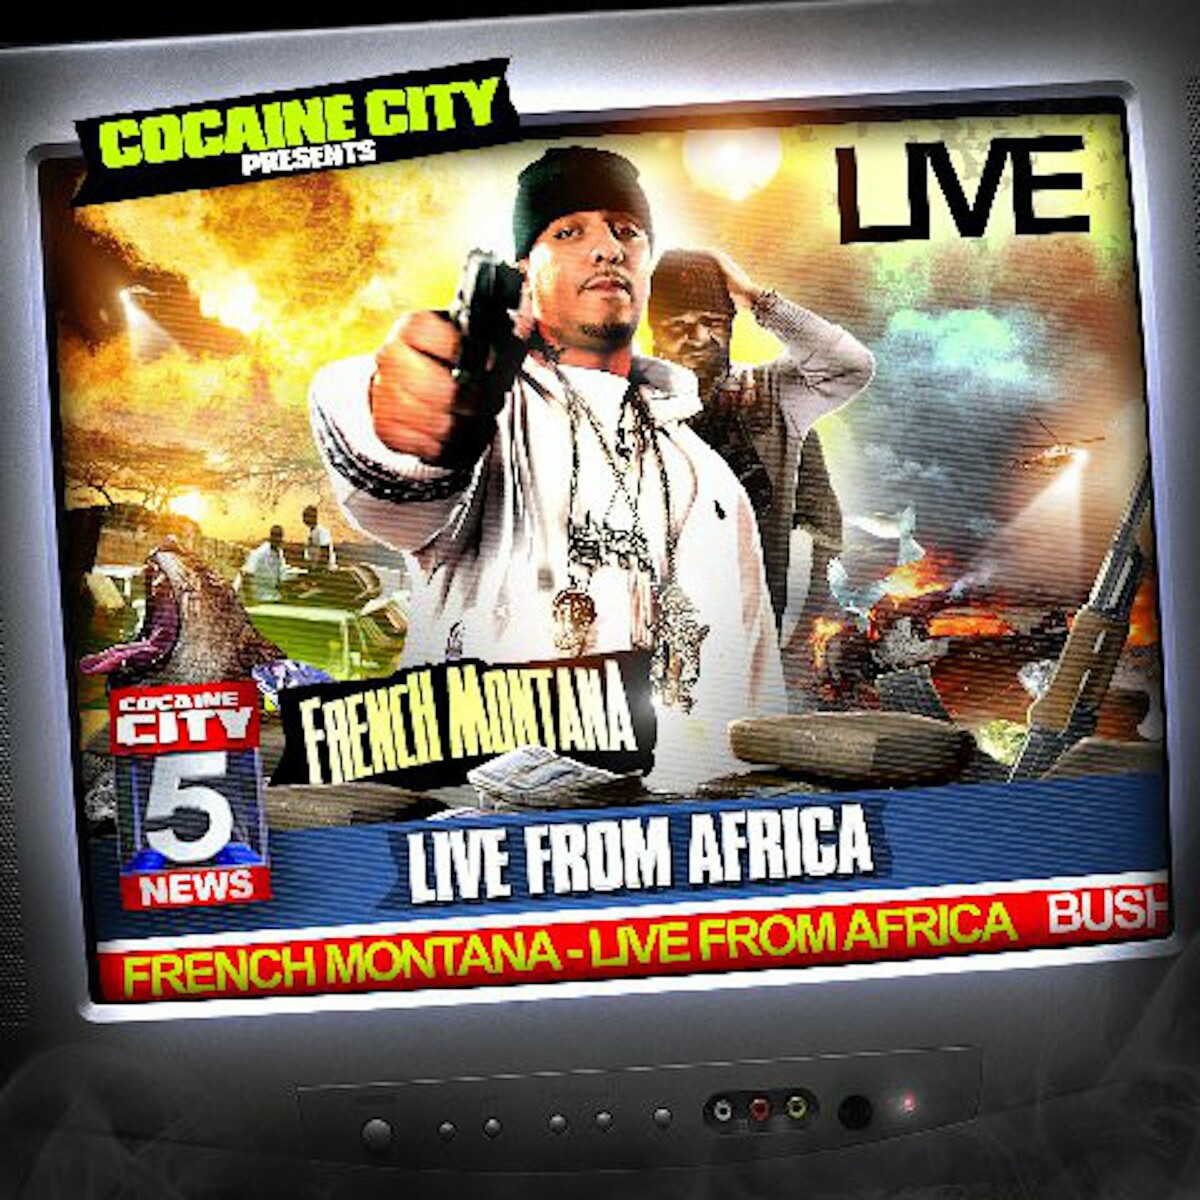 COCAINE CITY
PRESENTS
LIVE
COCAINE
CITY
5
NEWS
FRENCH MONTANA
LIVE FROM AFRICA
FRENCH MONTANA - LIVE FROM AFRICA BUSH